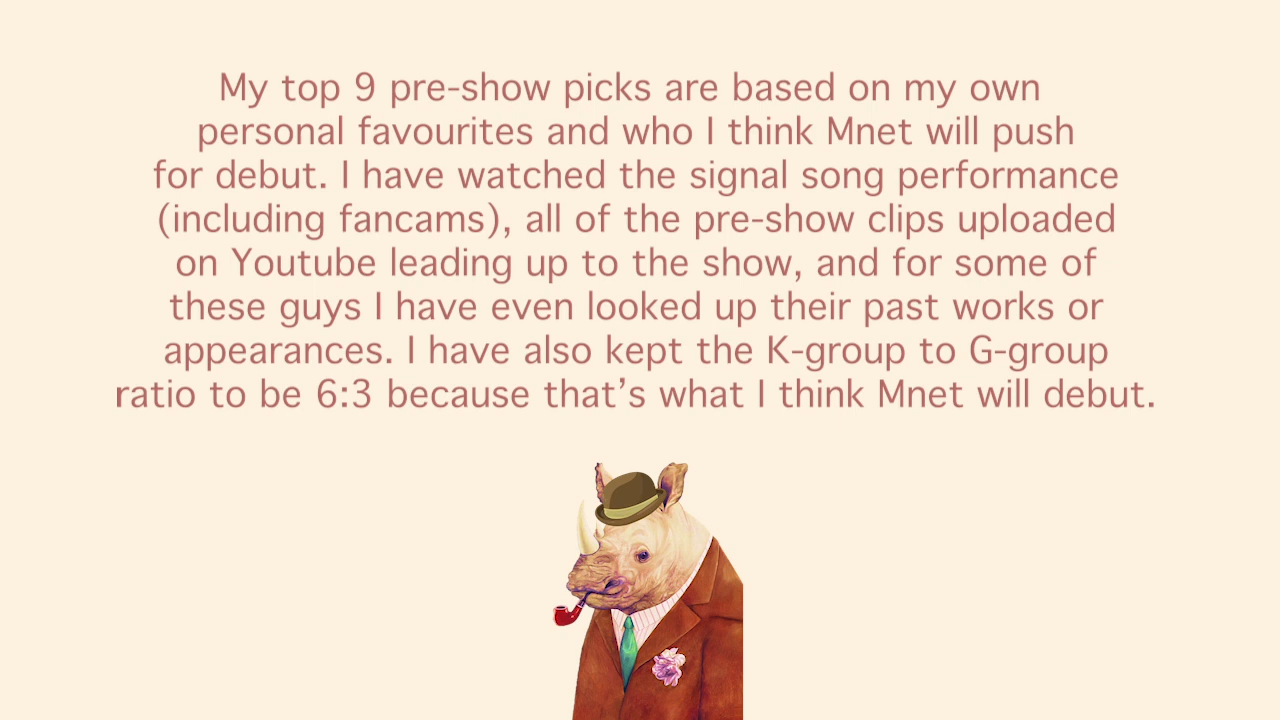 My top 9 pre-show picks are based on my own
personal favourites and who I think Mnet will push
for debut. I have watched the signal song performance
(including fancams), all of the pre-show clips uploaded
on Youtube leading up to the show, and for some of
these guys I have even looked up their past works or
appearances. I have also kept the K-group to G-group
ratio to be 6:3 because that’s what I think Mnet will debut.